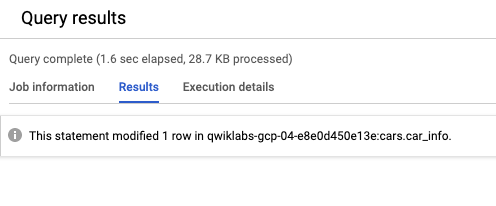 Query results
Query complete (1.6 sec elapsed, 28.7 KB processed)
Job information Results Execution details
This statement modified 1 row in qwiklabs-gcp-04-e8e0d450e13e:cars.car_info.